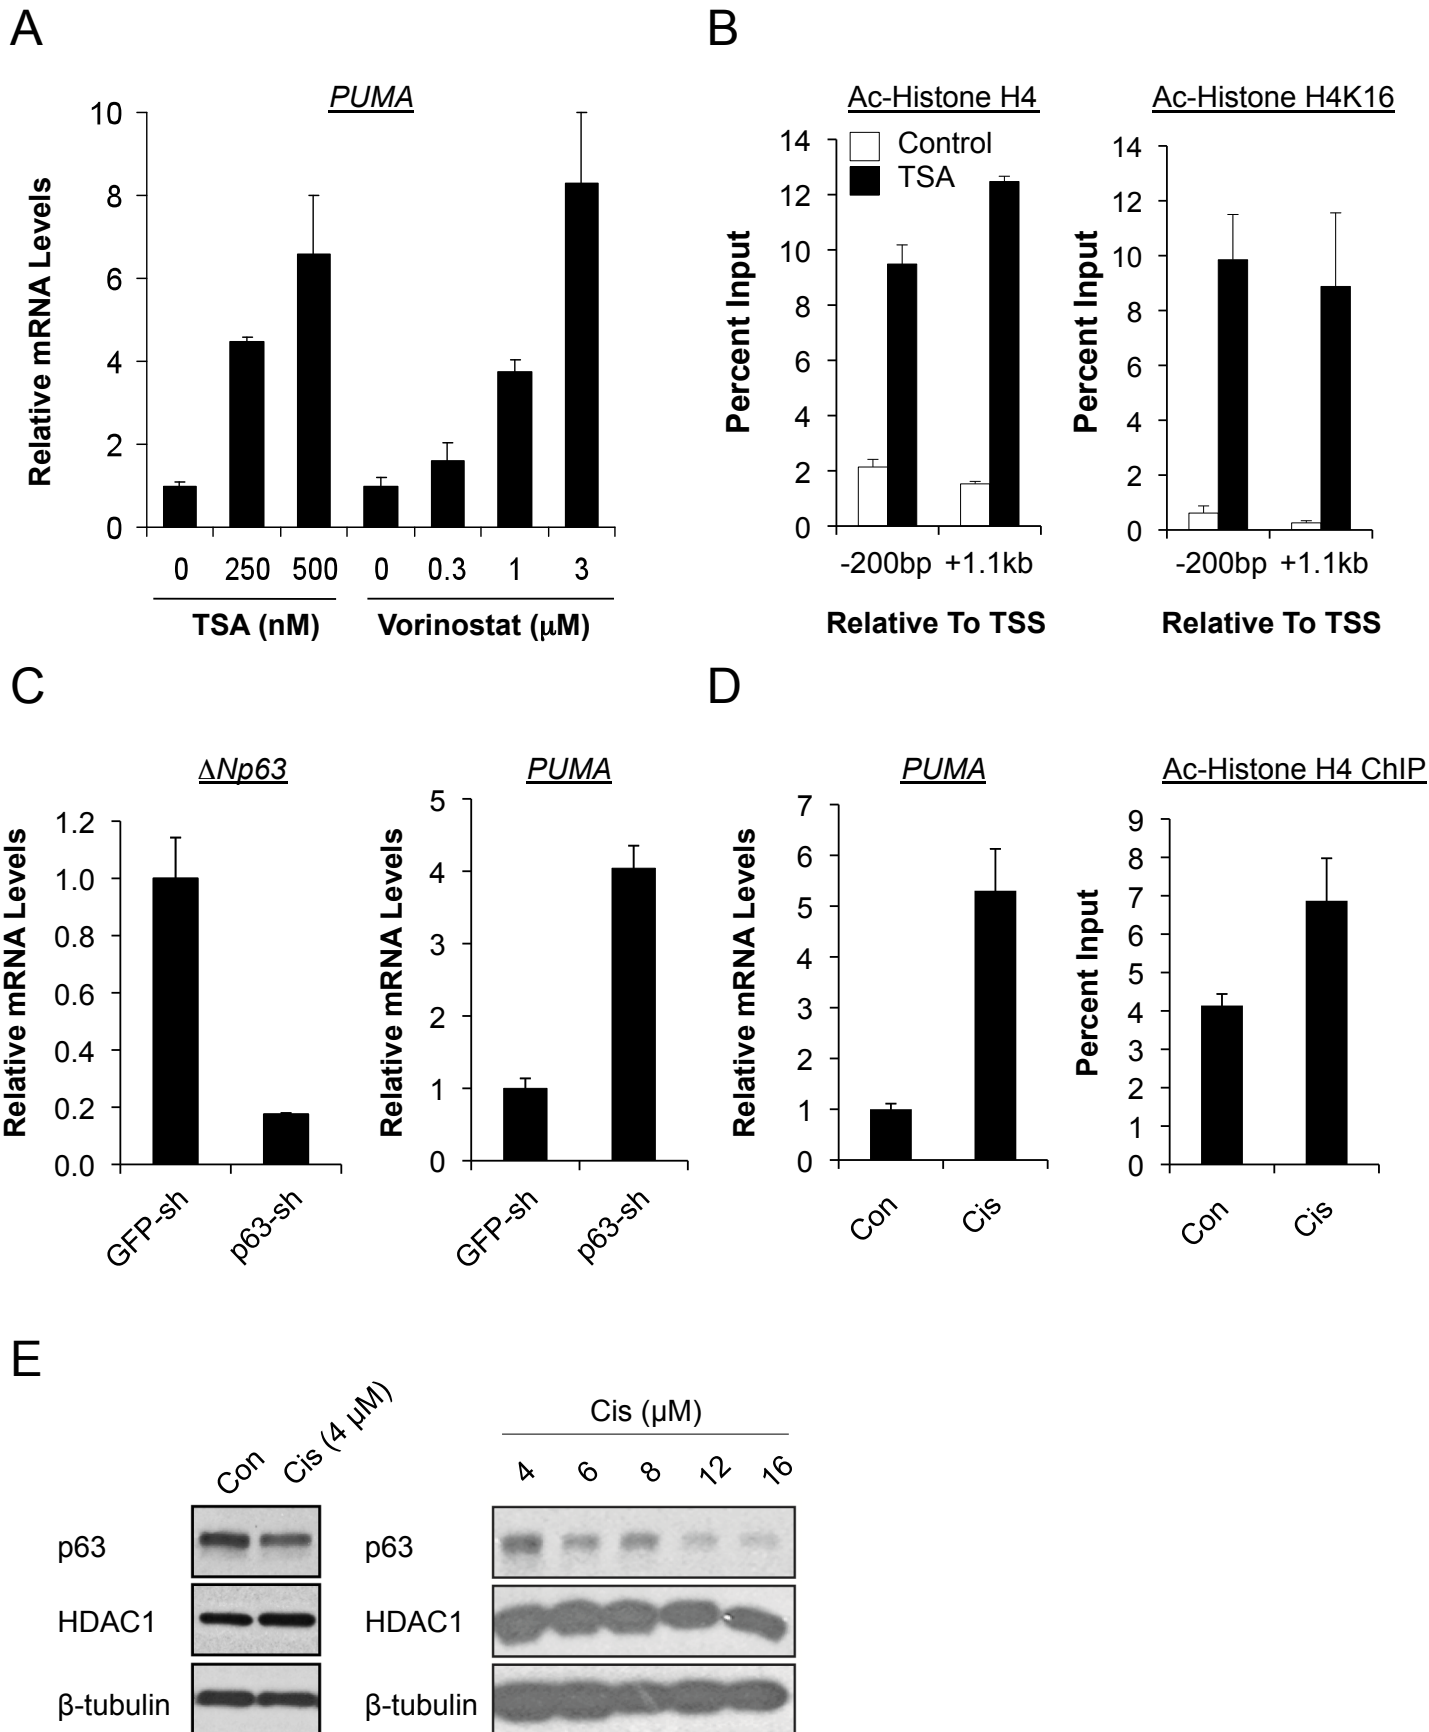 A
PUMA
Relative mRNA Levels
10
8
6
4
2
0
0 250 500 0 0.3 1 3
TSA (nM) Vorinostat (μM)
B
Ac-Histone H4
Control
TSA
Percent Input
14
12
10
8
6
4
2
0
-200bp +1.1kb
Relative To TSS
Ac-Histone H4K16
Percent Input
14
12
10
8
6
4
2
0
-200bp +1.1kb
Relative To TSS
C
ΔNp63
Relative mRNA Levels
1.2
1.0
0.8
0.6
0.4
0.2
0.0
GFP-sh p63-sh
PUMA
Relative mRNA Levels
5
4
3
2
1
0
GFP-sh p63-sh
D
PUMA
Relative mRNA Levels
7
6
5
4
3
2
1
0
Con Cis
Ac-Histone H4 ChIP
Percent Input
9
8
7
6
5
4
3
2
1
0
Con Cis
E
Con Cis (4 μM)
p63
HDAC1
β-tubulin
Cis (μM)
4 6 8 12 16
p63
HDAC1
β-tubulin